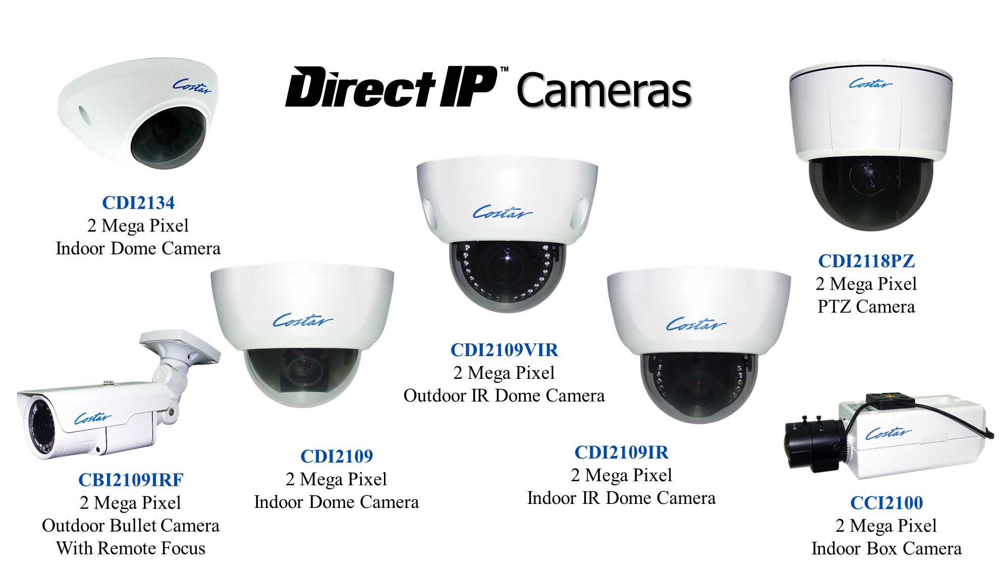 Direct IP™ Cameras
Costar
CDI2134
2 Mega Pixel
Indoor Dome Camera
Costar
CDI2118PZ
2 Mega Pixel
PTZ Camera
Costar
CDI2109VIR
2 Mega Pixel
Outdoor IR Dome Camera
Costar
CDI2109
2 Mega Pixel
Indoor Dome Camera
Costar
CDI2109IR
2 Mega Pixel
Indoor IR Dome Camera
Costar
CBI2109IRF
2 Mega Pixel
Outdoor Bullet Camera
With Remote Focus
Costar
CCI2100
2 Mega Pixel
Indoor Box Camera